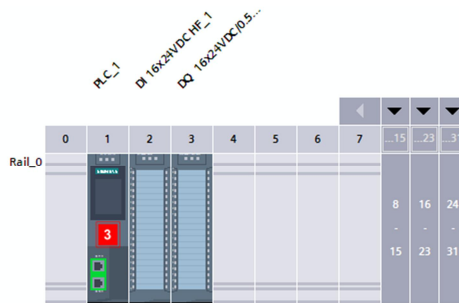 PLC_1
DI 16x24VDC HF_1
DQ 16x24VDC/0.5...
...15 ...23 ...31
0 1 2 3 4 5 6 7
Rail_0
SIEMENS
3
8 16 24
- - -
15 23 31